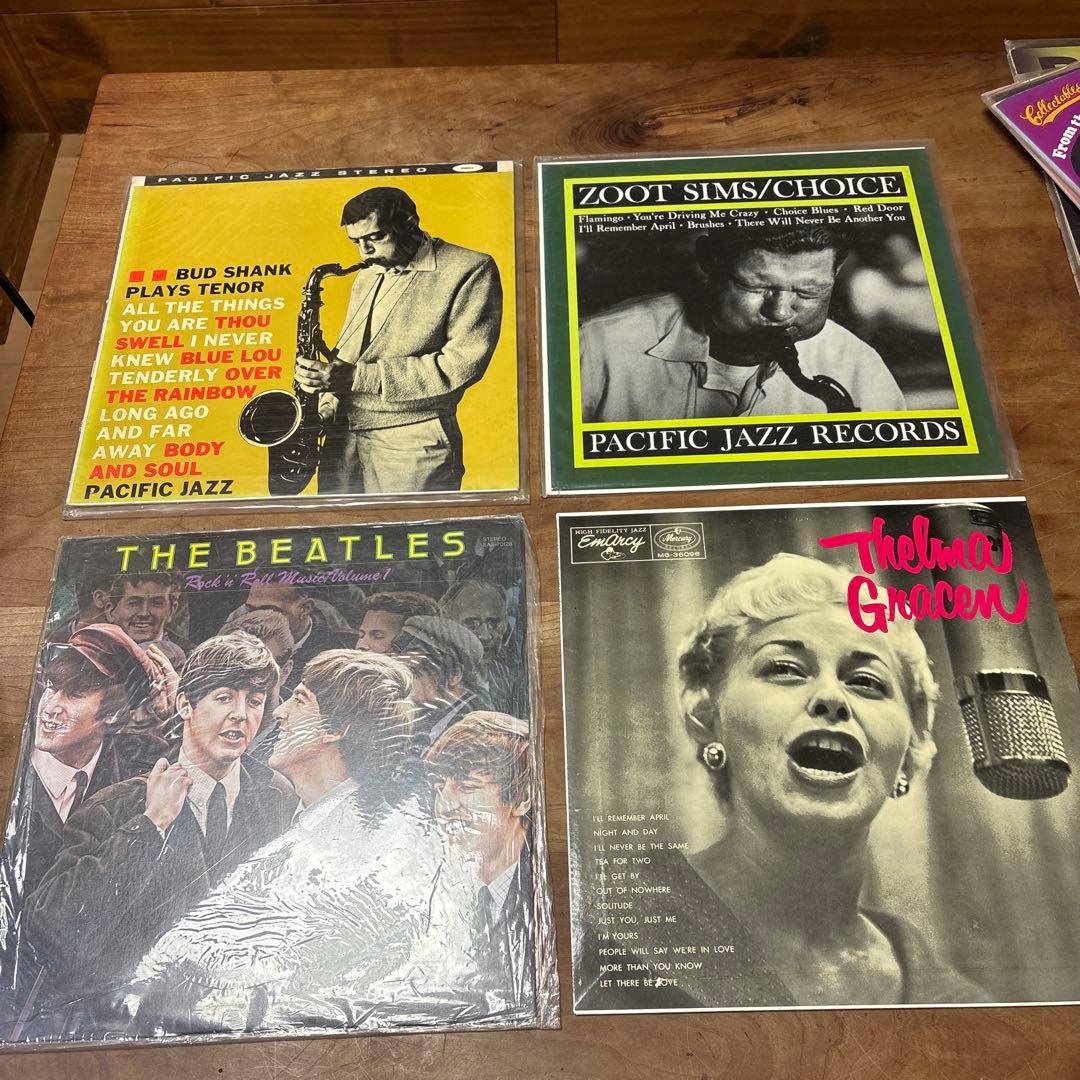 PACIFIC JAZZ STEREO
BUD SHANK
PLAYS TENOR
ALL THE THINGS
YOU ARE THOU
SWELL I NEVER
KNEW BLUE LOU
TENDERLY OVER
THE RAINBOW
LONG AGO
AND FAR
AWAY BODY
AND SOUL
PACIFIC JAZZ
ZOOT SIMS/CHOICE
Flamingo • You're Driving Me Crazy • Choice Blues • Red Door
I'll Remember April • Brushes • There Will Never Be Another You
PACIFIC JAZZ RECORDS
Collectables
From th
THE BEATLES
Rock 'n' Roll Music Volume 1
STEREO
EAS-70128
HIGH FIDELITY JAZZ
EmArcy
Mercury
MG-36096
Thelma
Gracen
I'LL REMEMBER APRIL
NIGHT AND DAY
I'LL NEVER BE THE SAME
TEA FOR TWO
I'LL GET BY
OUT OF NOWHERE
SOLITUDE
JUST YOU, JUST ME
I'M YOURS
PEOPLE WILL SAY WE'RE IN LOVE
MORE THAN YOU KNOW
LET THERE BE LOVE